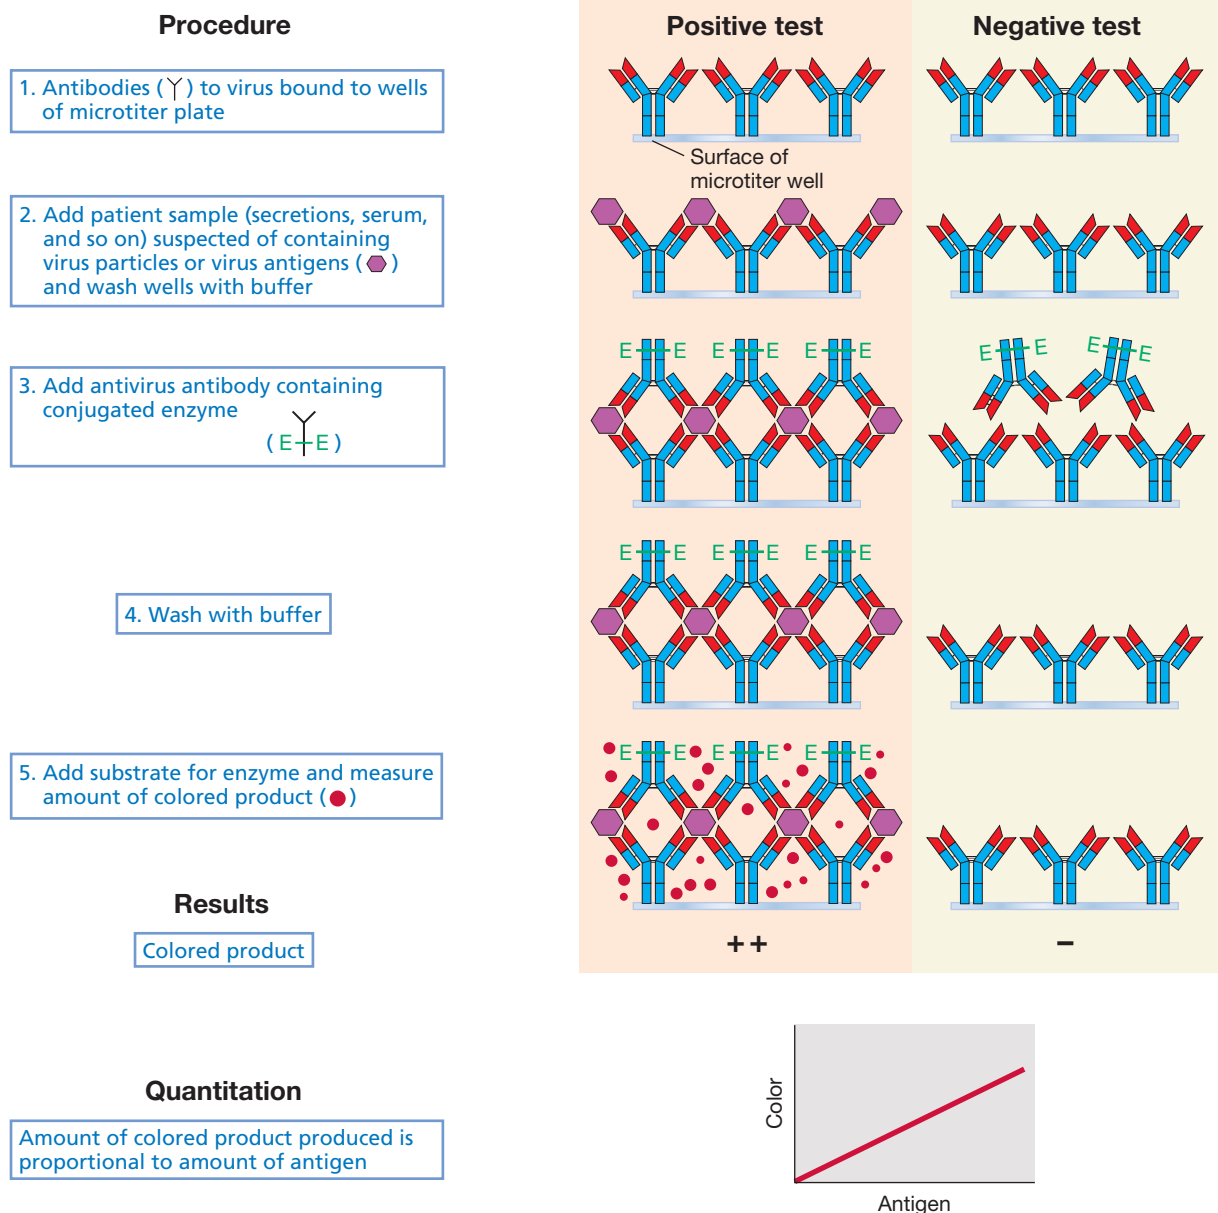 Procedure
Positive test
Negative test
1. Antibodies ( ) to virus bound to wells
of microtiter plate
Surface of
microtiter well
2. Add patient sample (secretions, serum,
and so on) suspected of containing
virus particles or virus antigens ( )
and wash wells with buffer
E E E E E E
E E E E
3. Add antivirus antibody containing
conjugated enzyme
( E E )
E E E E E E
4. Wash with buffer
E E E E E E
5. Add substrate for enzyme and measure
amount of colored product ( )
Results
Colored product
++
−
Quantitation
Amount of colored product produced is
proportional to amount of antigen
Color
Antigen